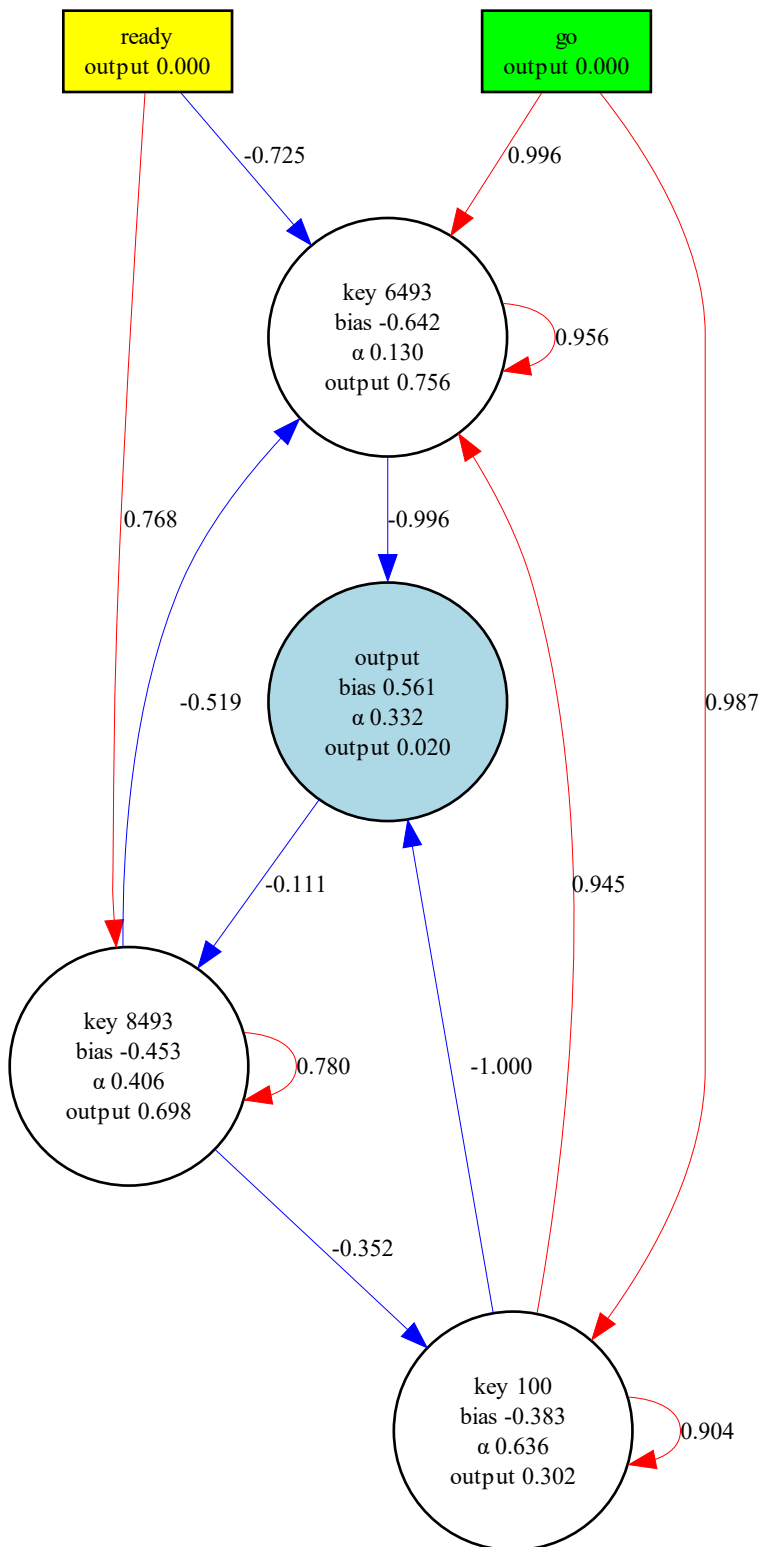 ready
output 0.000
go
output 0.000
-0.725
0.996
key 6493
bias -0.642
α 0.130
output 0.756
0.956
0.768
-0.996
-0.519
output
bias 0.561
α 0.332
output 0.020
0.987
-0.111
0.945
key 8493
bias -0.453
α 0.406
output 0.698
0.780
-1.000
-0.352
key 100
bias -0.383
α 0.636
output 0.302
0.904